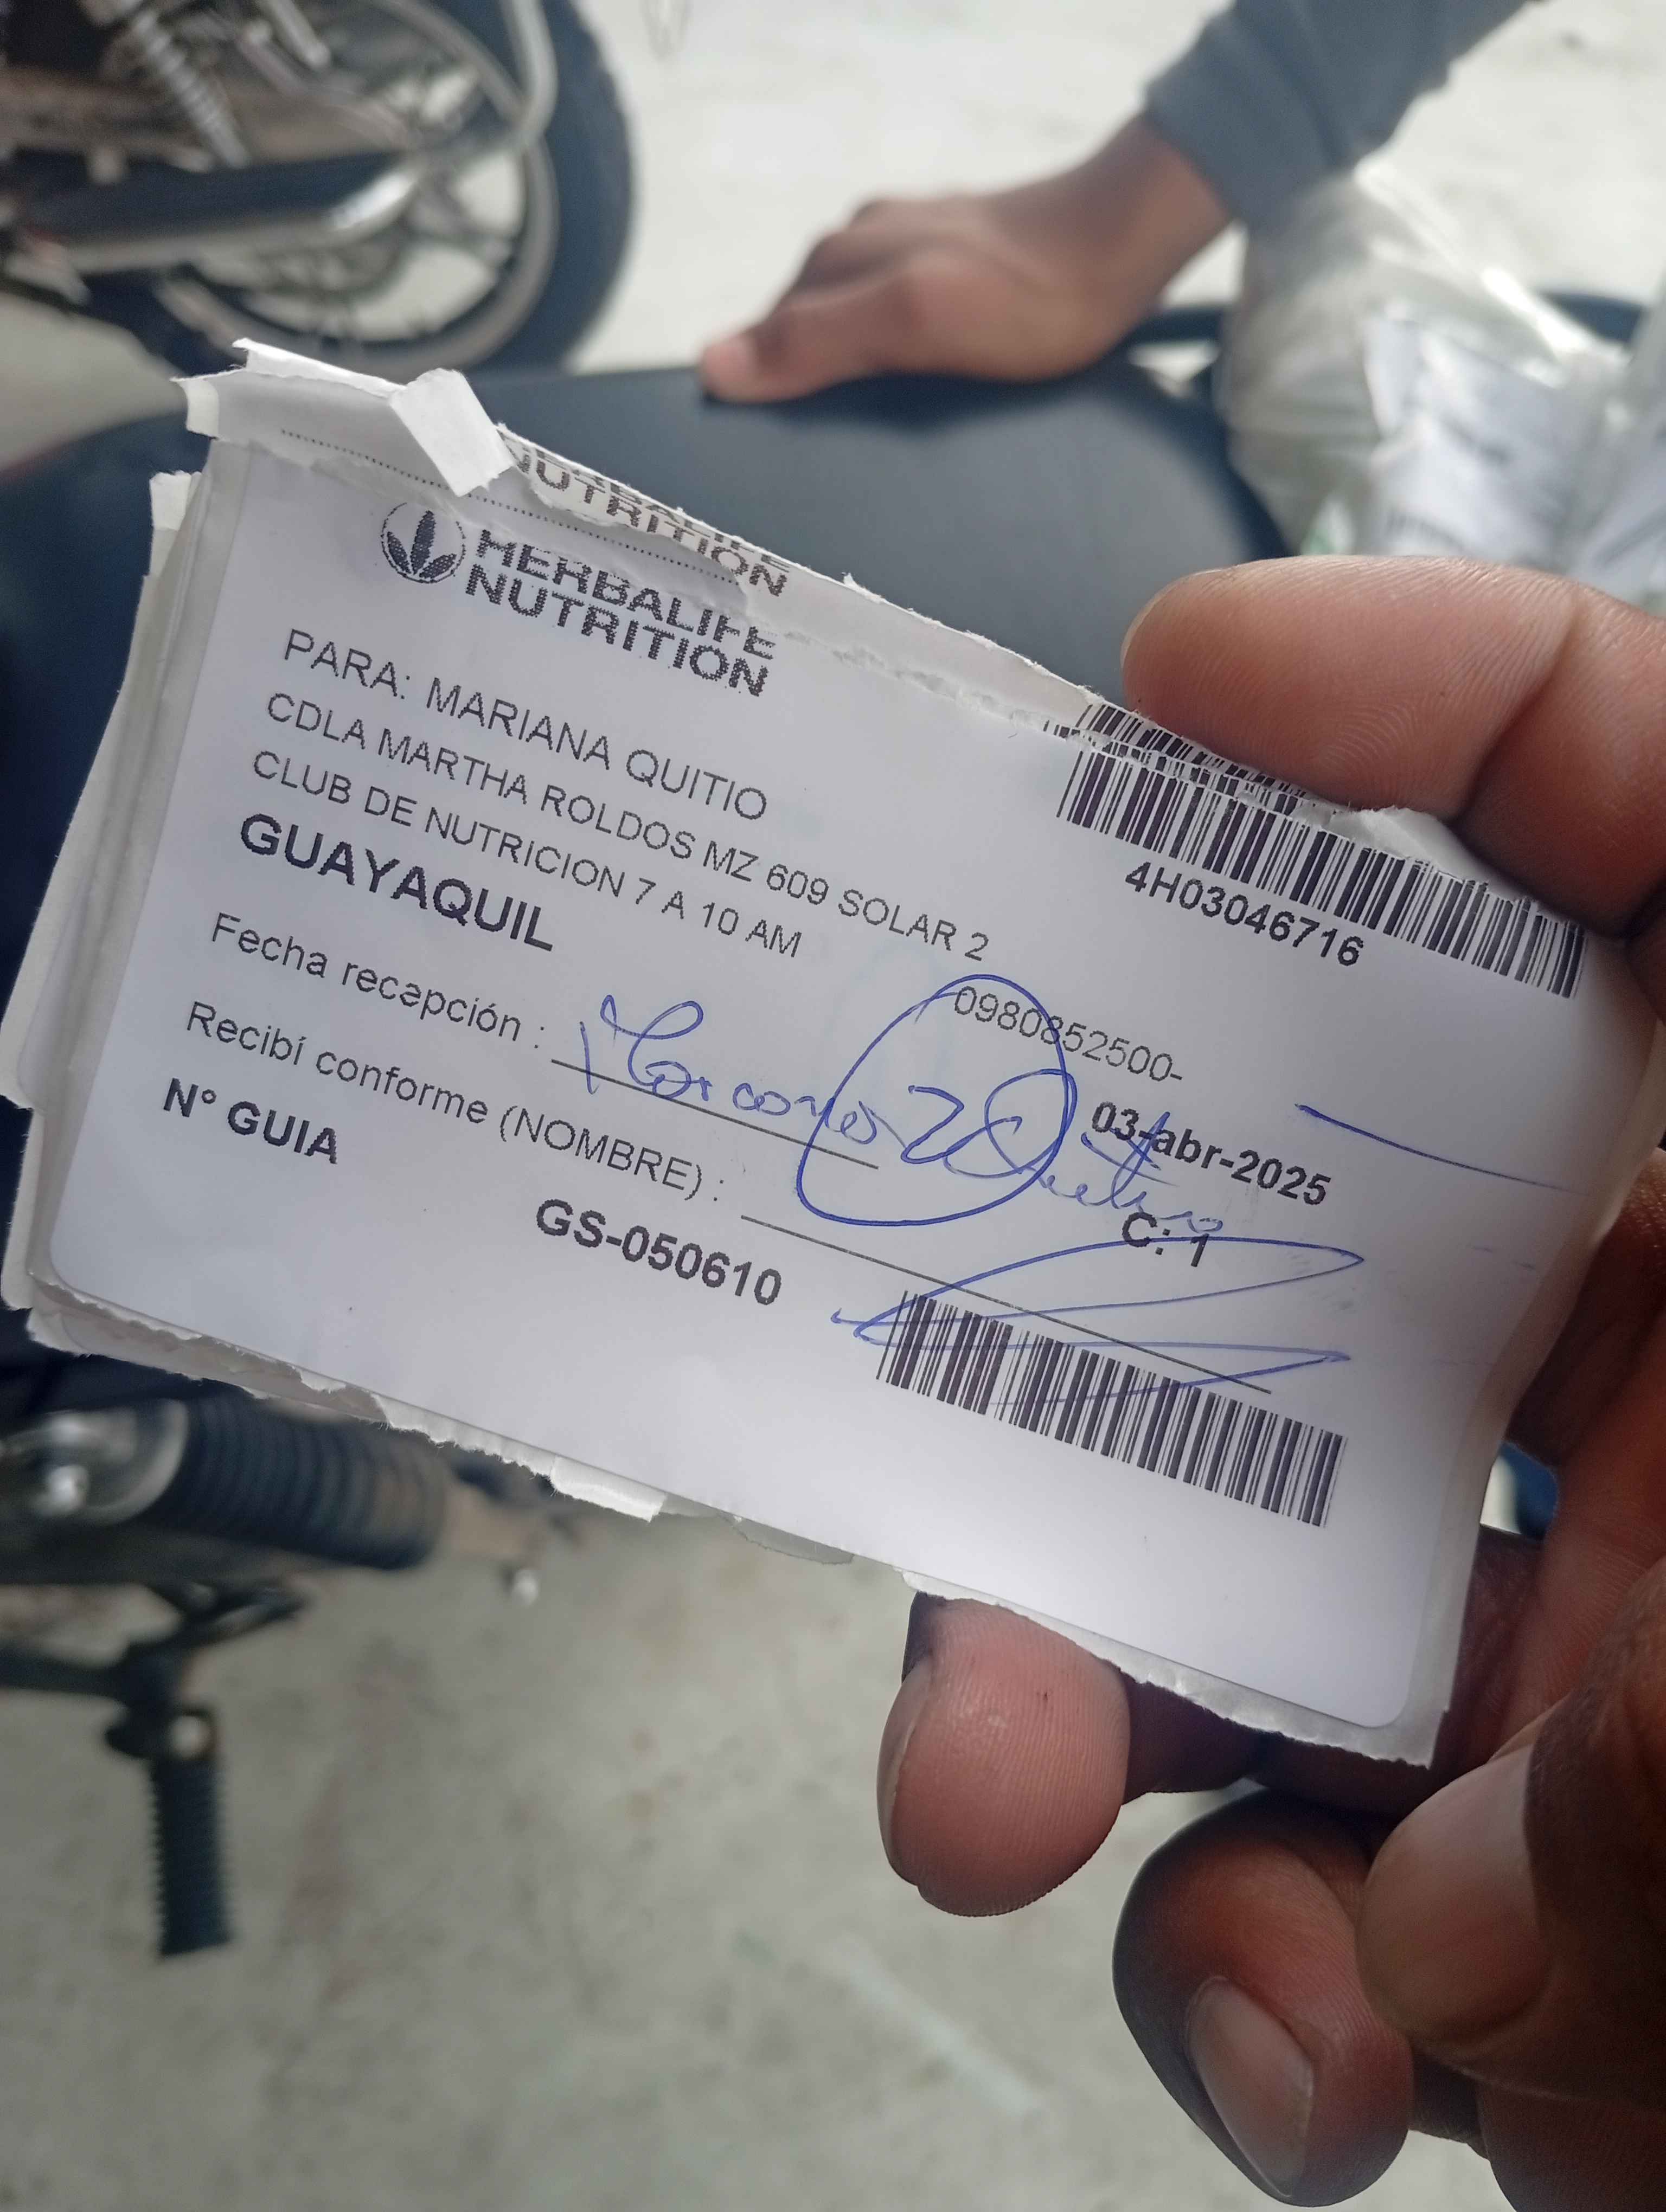 NUTRITION
HERBALIFE
NUTRITION
PARA: MARIANA QUITIO
CDLA MARTHA ROLDOS MZ 609 SOLAR 2
CLUB DE NUTRICION 7 A 10 AM
GUAYAQUIL
4H03046716
0980852500-
Fecha recepción :
03-abr-2025
Recibí conforme (NOMBRE) :
C: 1
N° GUIA
GS-050610